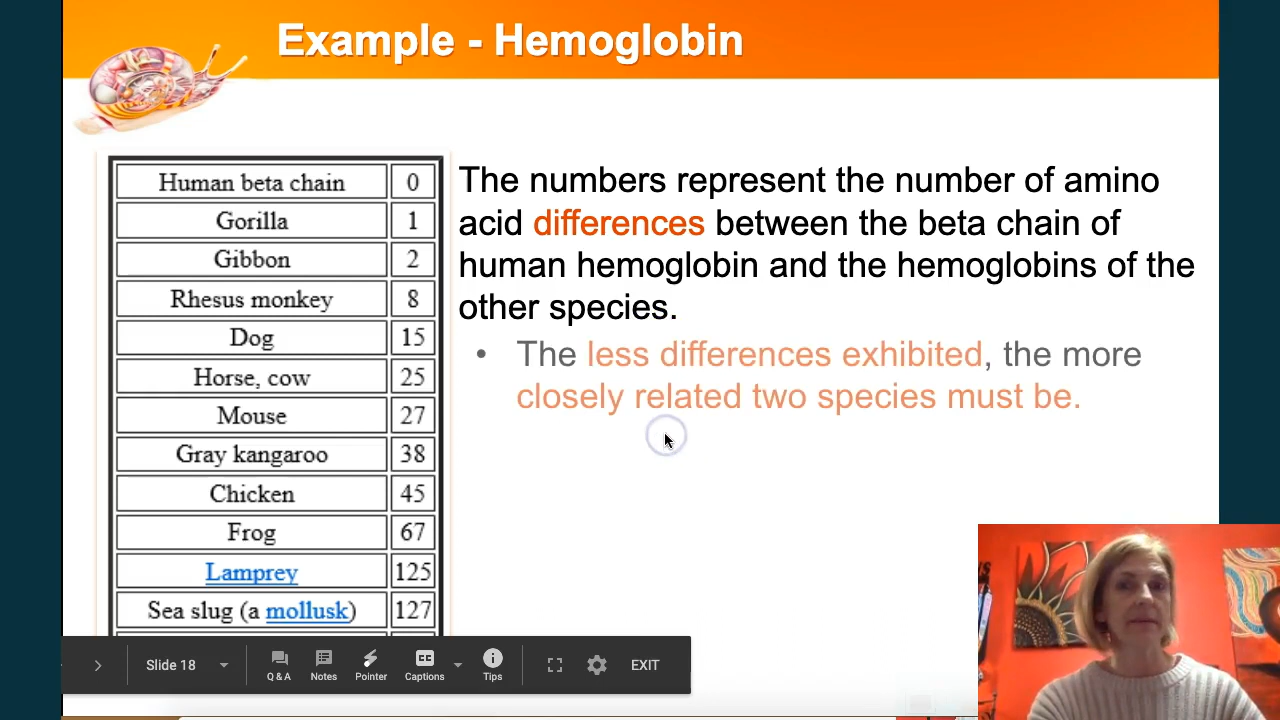 Example - Hemoglobin
Human beta chain 0
Gorilla 1
Gibbon 2
Rhesus monkey 8
Dog 15
Horse, cow 25
Mouse 27
Gray kangaroo 38
Chicken 45
Frog 67
Lamprey 125
Sea slug (a mollusk) 127
The numbers represent the number of amino
acid differences between the beta chain of
human hemoglobin and the hemoglobins of the
other species.
• The less differences exhibited, the more
closely related two species must be.
Slide 18
Q & A
Notes
Pointer
CC
Captions
Tips
EXIT